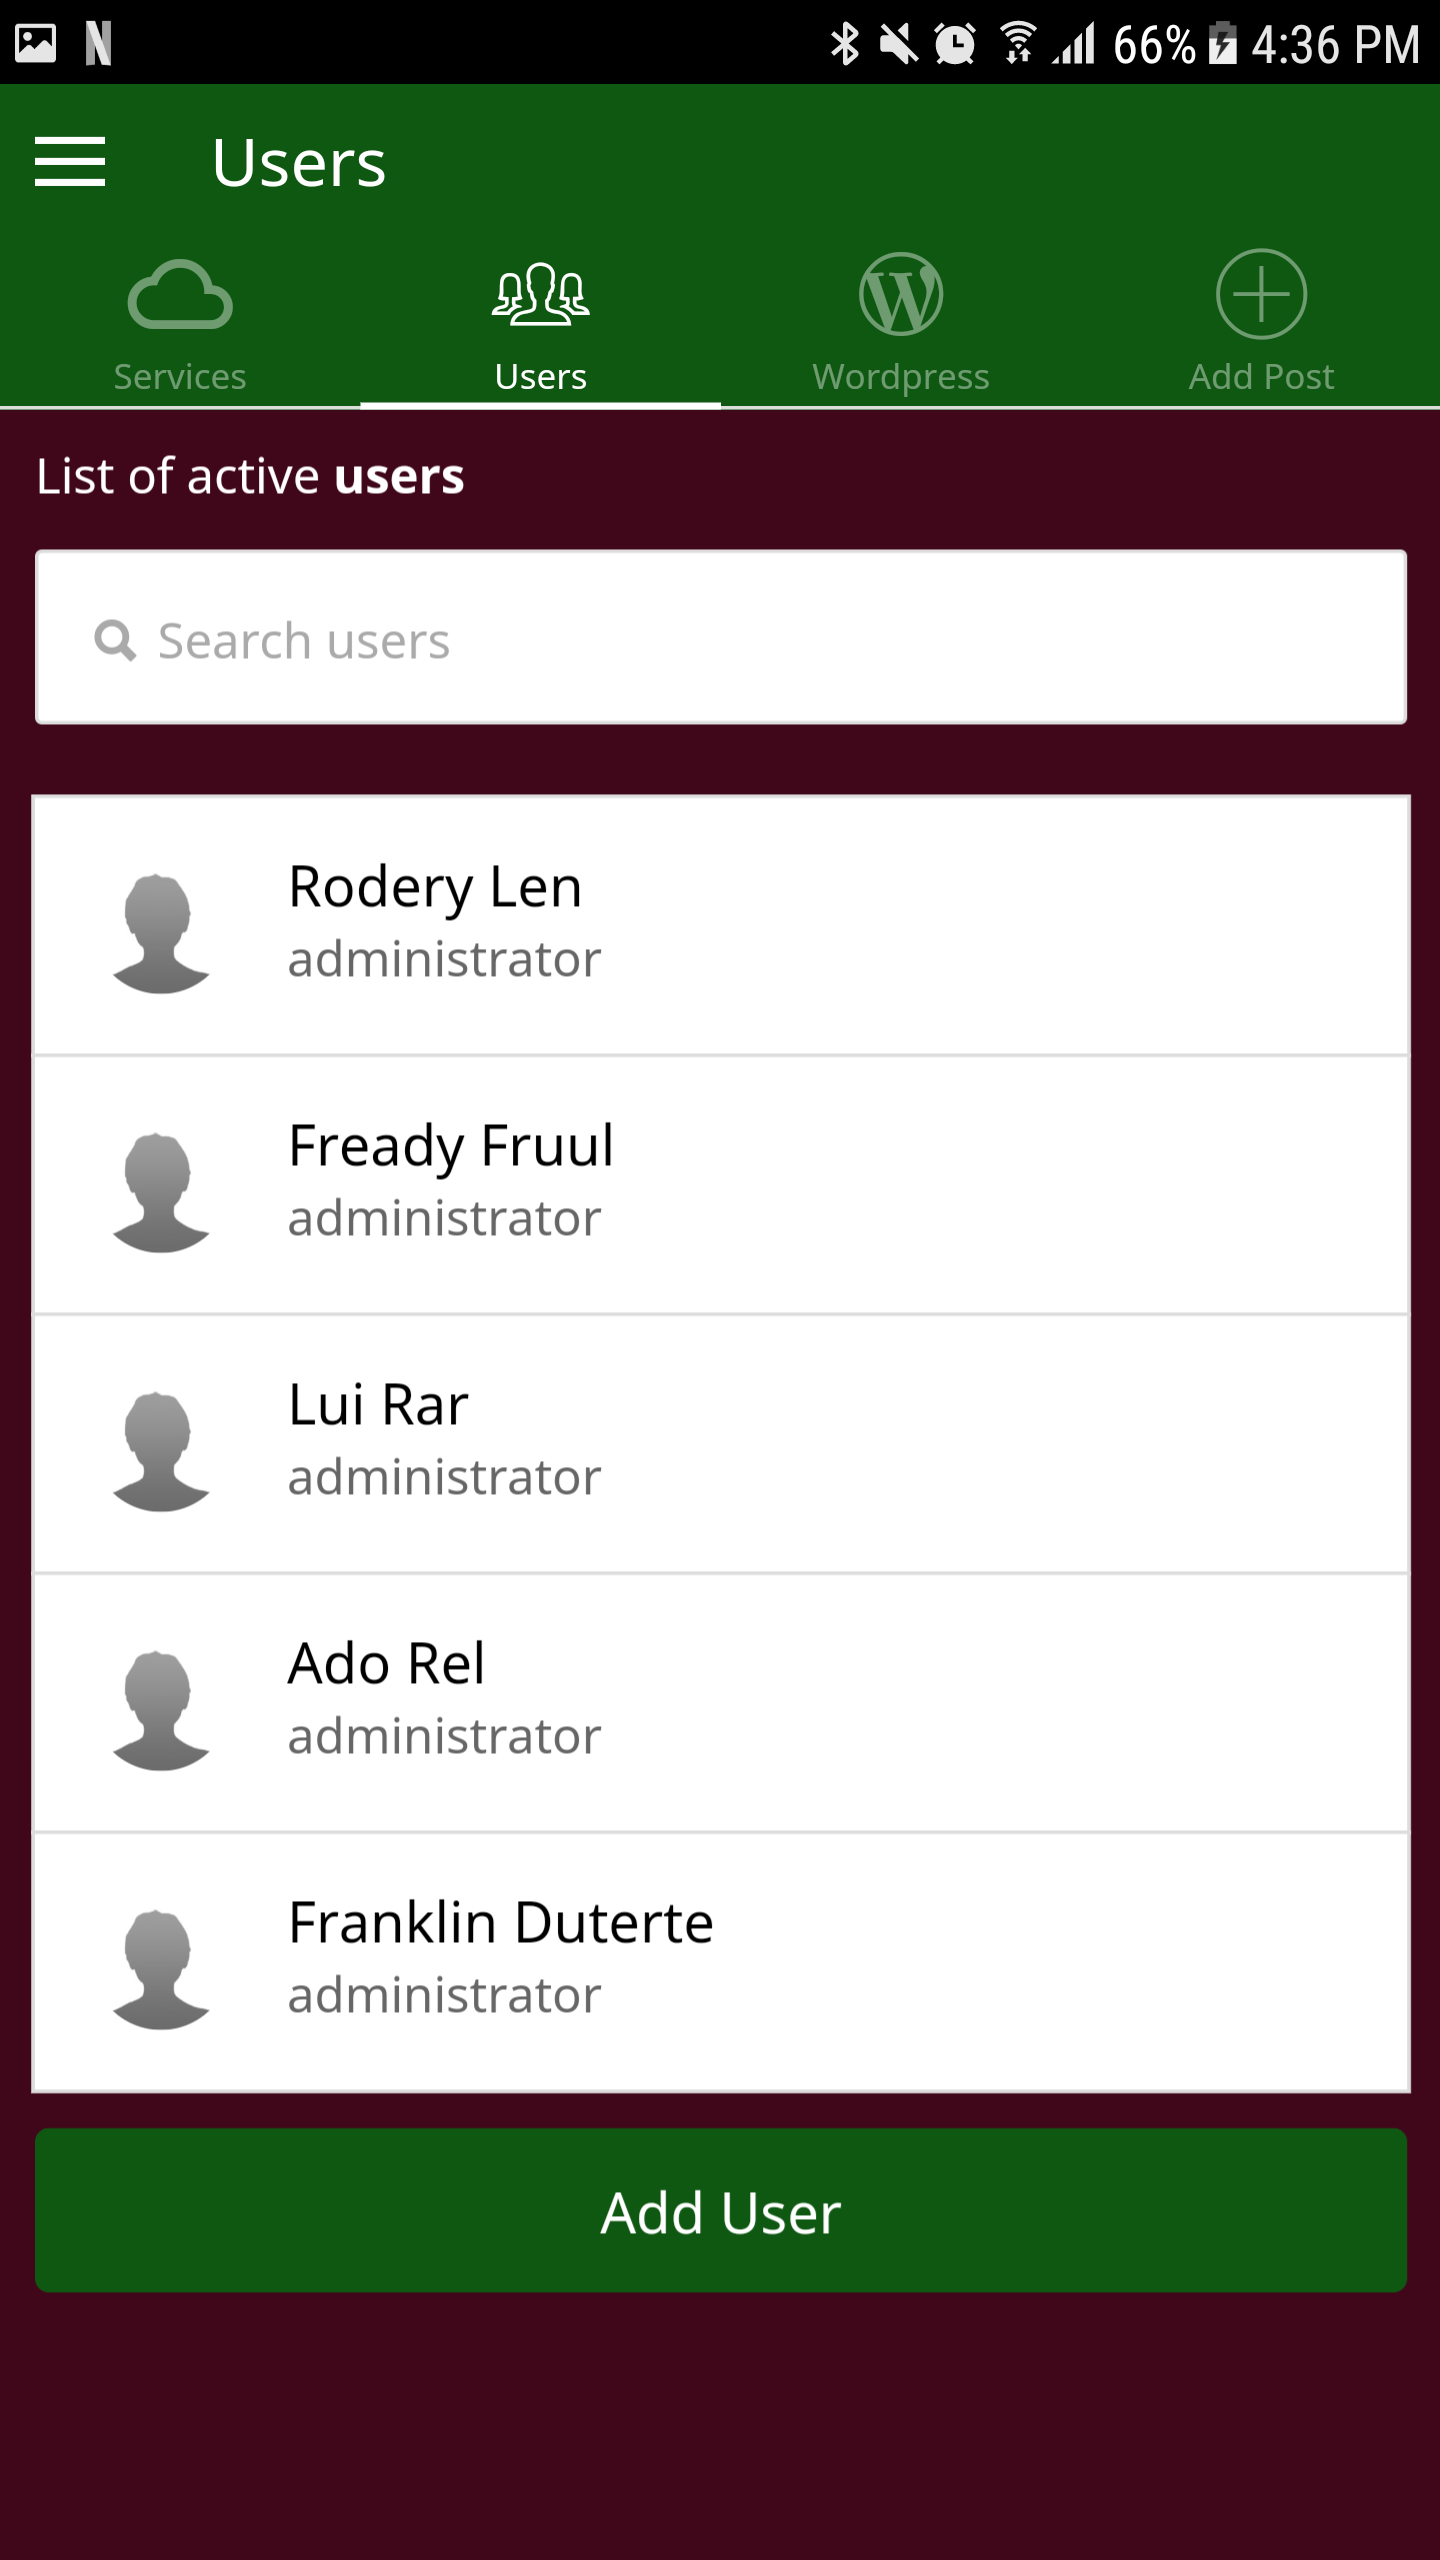 66% 4:36 PM
Users
Services Users Wordpress Add Post
List of active users
Search users
Rodery Len
administrator
Fready Fruul
administrator
Lui Rar
administrator
Ado Rel
administrator
Franklin Duterte
administrator
Add User